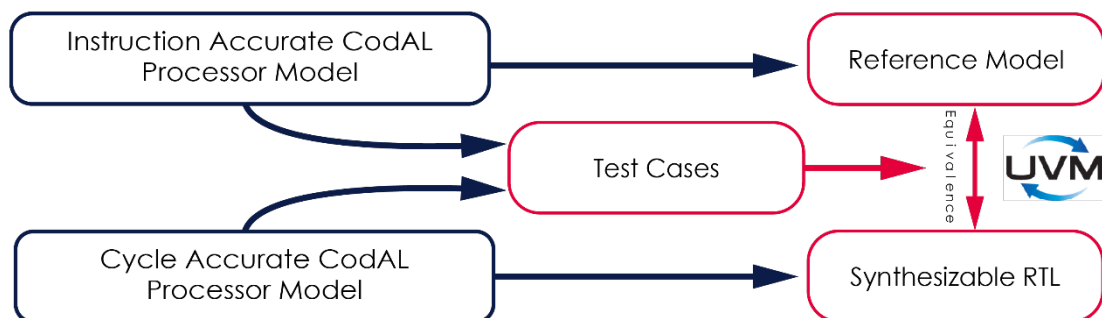 Instruction Accurate CodAL
Processor Model
Reference Model
Equivalence
UVM
Test Cases
Cycle Accurate CodAL
Processor Model
Synthesizable RTL